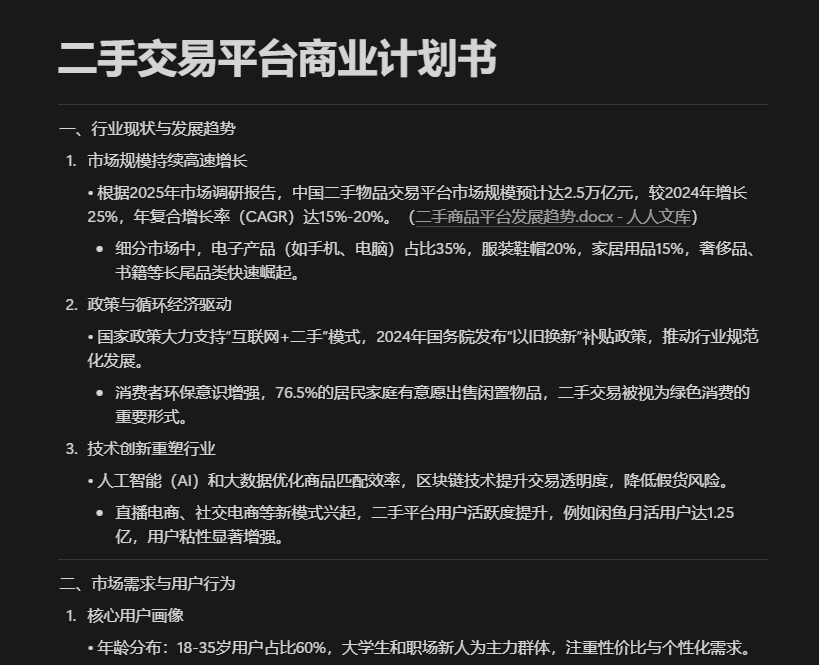 二手交易平台商业计划书
一、行业现状与发展趋势
1. 市场规模持续高速增长
• 根据2025年市场调研报告，中国二手物品交易平台市场规模预计达2.5万亿元，较2024年增长
25%，年复合增长率（CAGR）达15%-20%。（二手商品平台发展趋势.docx - 人人文库）
• 细分市场中，电子产品（如手机、电脑）占比35%，服装鞋帽20%，家居用品15%，奢侈品、
书籍等长尾品类快速崛起。
2. 政策与循环经济驱动
• 国家政策大力支持“互联网+二手”模式，2024年国务院发布“以旧换新”补贴政策，推动行业规范
化发展。
• 消费者环保意识增强，76.5%的居民家庭有意愿出售闲置物品，二手交易被视为绿色消费的
重要形式。
3. 技术创新重塑行业
• 人工智能（AI）和大数据优化商品匹配效率，区块链技术提升交易透明度，降低假货风险。
• 直播电商、社交电商等新模式兴起，二手平台用户活跃度提升，例如闲鱼月活用户达1.25
亿，用户粘性显著增强。
二、市场需求与用户行为
1. 核心用户画像
• 年龄分布：18-35岁用户占比60%，大学生和职场新人为主力群体，注重性价比与个性化需求。